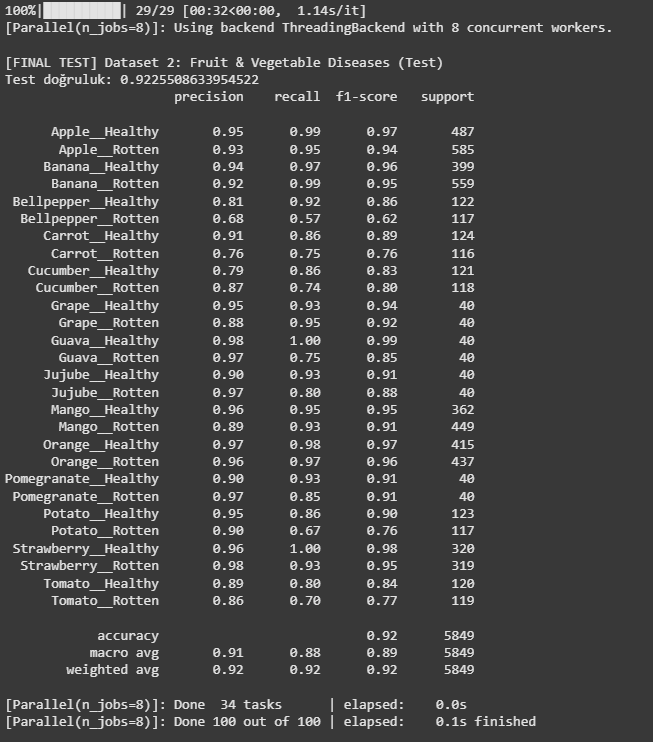 100%|██████████| 29/29 [00:32<00:00,  1.14s/it]
[Parallel(n_jobs=8)]: Using backend ThreadingBackend with 8 concurrent workers.
[FINAL TEST] Dataset 2: Fruit & Vegetable Diseases (Test)
Test doğruluk: 0.9225508633954522
precision recall f1-score support
Apple__Healthy 0.95 0.99 0.97 487
Apple__Rotten 0.93 0.95 0.94 585
Banana__Healthy 0.94 0.97 0.96 399
Banana__Rotten 0.92 0.99 0.95 559
Bellpepper__Healthy 0.81 0.92 0.86 122
Bellpepper__Rotten 0.68 0.57 0.62 117
Carrot__Healthy 0.91 0.86 0.89 124
Carrot__Rotten 0.76 0.75 0.76 116
Cucumber__Healthy 0.79 0.86 0.83 121
Cucumber__Rotten 0.87 0.74 0.80 118
Grape__Healthy 0.95 0.93 0.94 40
Grape__Rotten 0.88 0.95 0.92 40
Guava__Healthy 0.98 1.00 0.99 40
Guava__Rotten 0.97 0.75 0.85 40
Jujube__Healthy 0.90 0.93 0.91 40
Jujube__Rotten 0.97 0.80 0.88 40
Mango__Healthy 0.96 0.95 0.95 362
Mango__Rotten 0.89 0.93 0.91 449
Orange__Healthy 0.97 0.98 0.97 415
Orange__Rotten 0.96 0.97 0.96 437
Pomegranate__Healthy 0.90 0.93 0.91 40
Pomegranate__Rotten 0.97 0.85 0.91 40
Potato__Healthy 0.95 0.86 0.90 123
Potato__Rotten 0.90 0.67 0.76 117
Strawberry__Healthy 0.96 1.00 0.98 320
Strawberry__Rotten 0.98 0.93 0.95 319
Tomato__Healthy 0.89 0.80 0.84 120
Tomato__Rotten 0.86 0.70 0.77 119
accuracy 0.92 5849
macro avg 0.91 0.88 0.89 5849
weighted avg 0.92 0.92 0.92 5849
[Parallel(n_jobs=8)]: Done  34 tasks      | elapsed:    0.0s
[Parallel(n_jobs=8)]: Done 100 out of 100 | elapsed:    0.1s finished